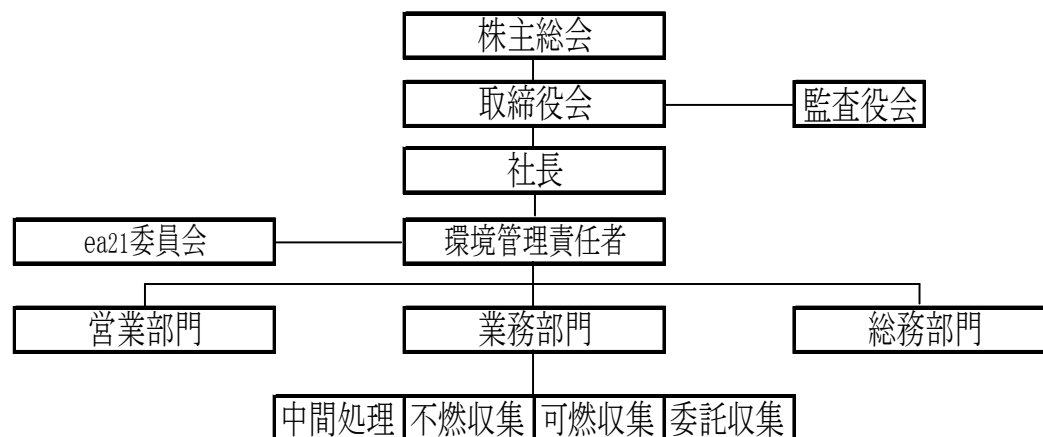 株主総会
取締役会
監査役会
社長
ea21委員会
環境管理責任者
営業部門
業務部門
総務部門
中間処理
不燃収集
可燃収集
委託収集